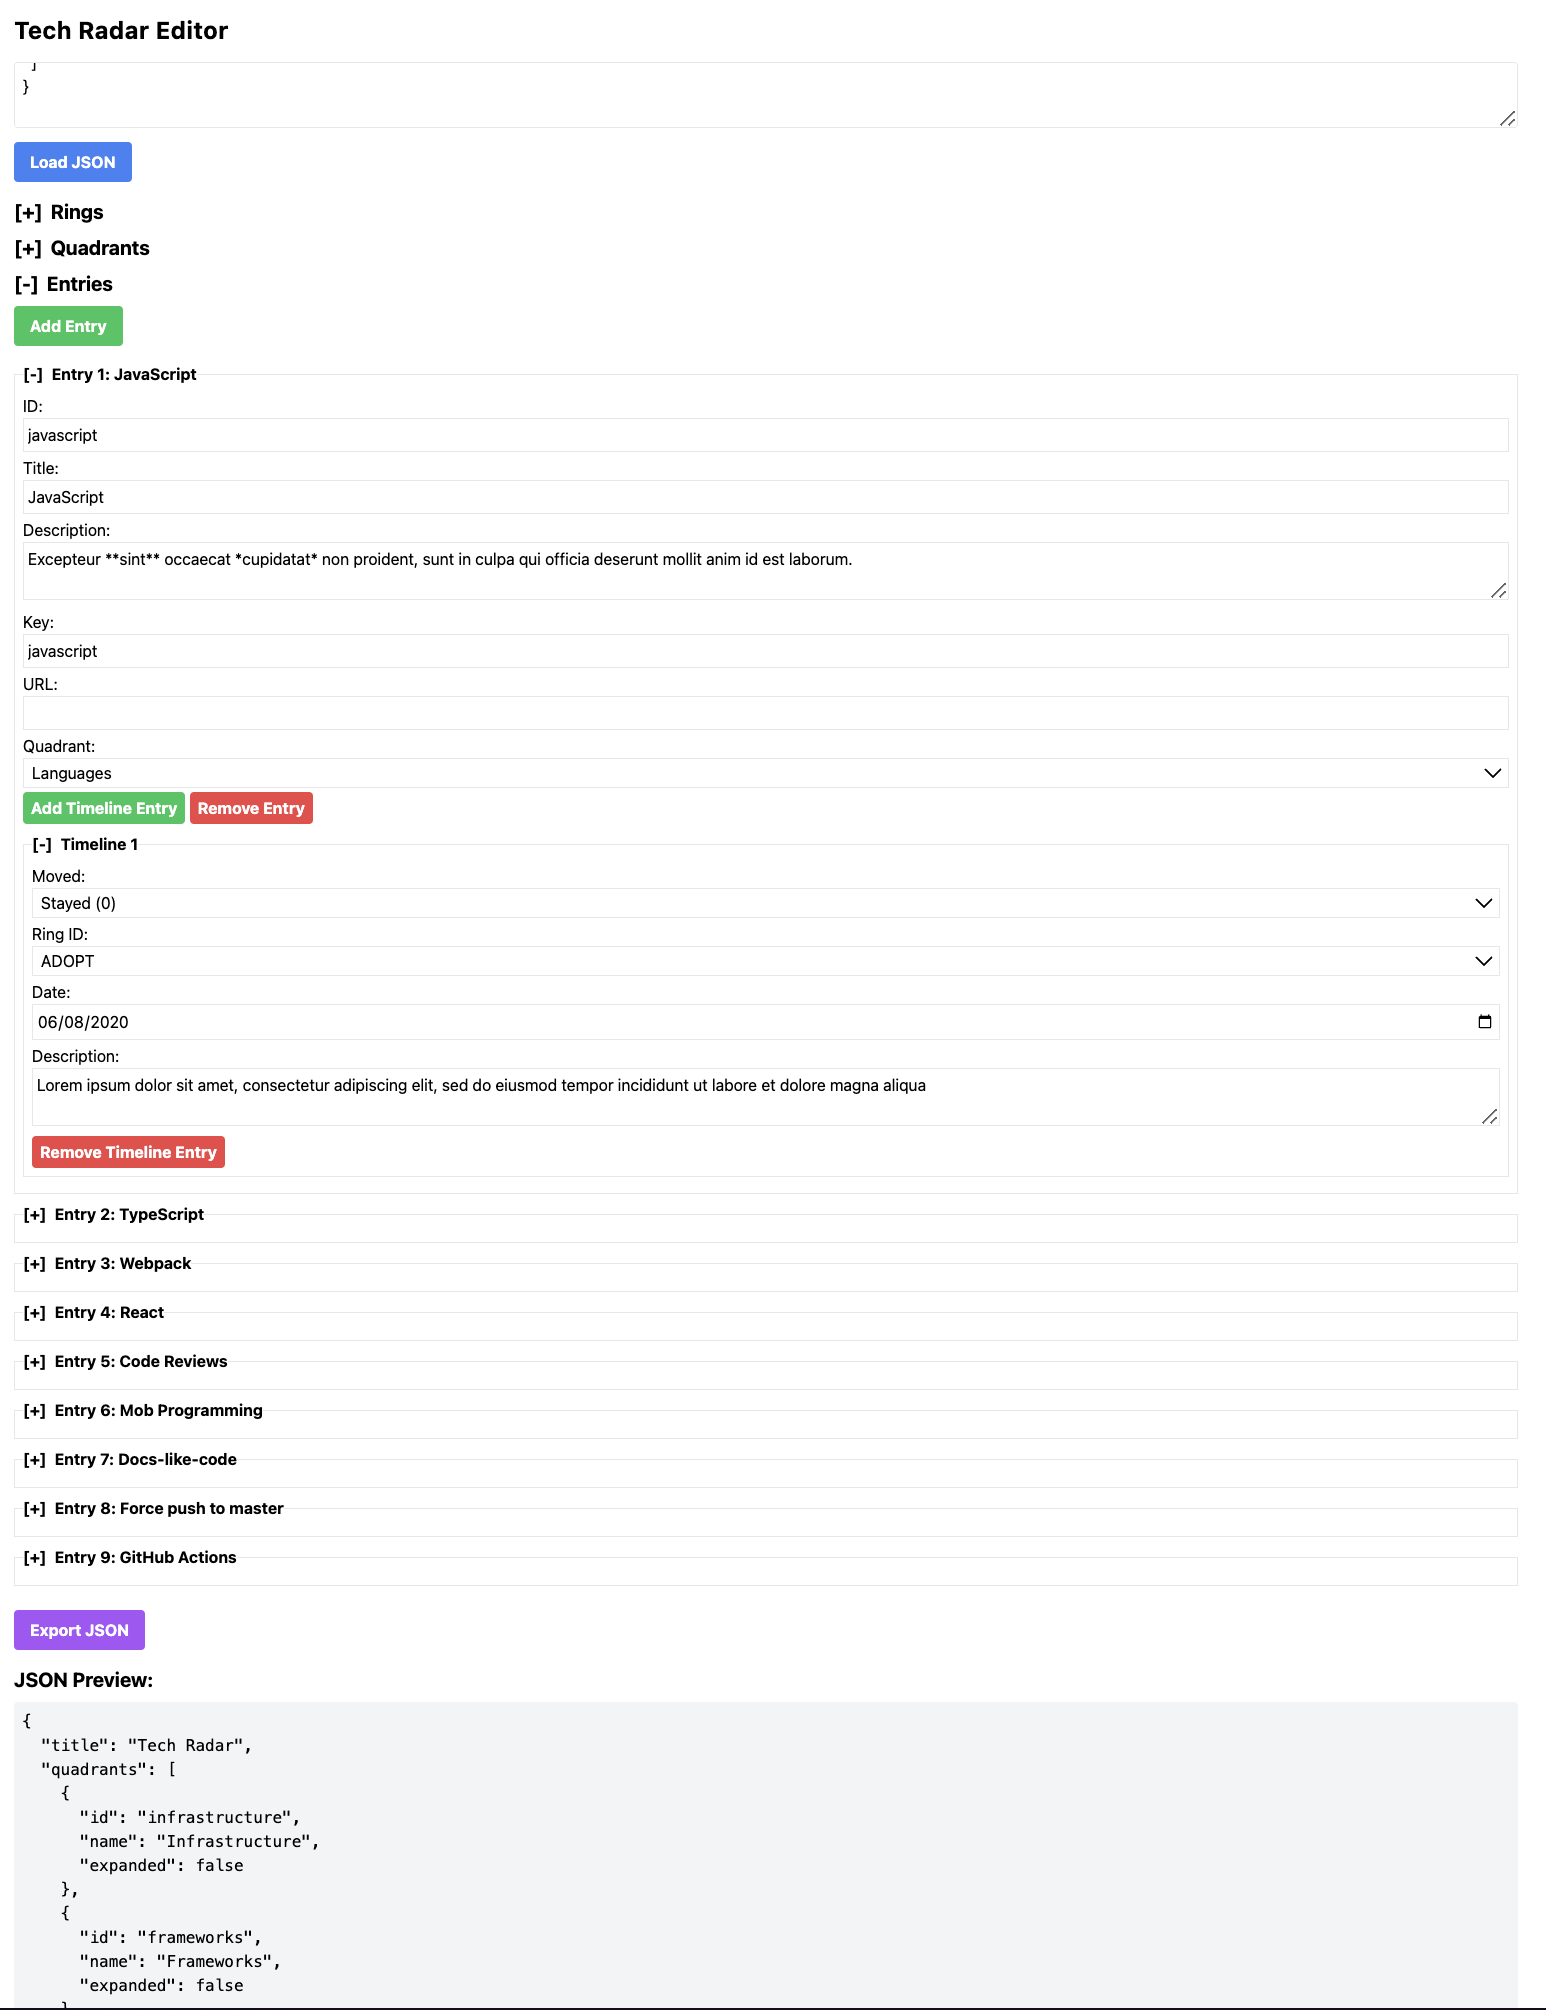 Tech Radar Editor
]
}
Load JSON
[+] Rings
[+] Quadrants
[-] Entries
Add Entry
[-] Entry 1: JavaScript
ID:
javascript
Title:
JavaScript
Description:
Excepteur **sint** occaecat *cupidatat* non proident, sunt in culpa qui officia deserunt mollit anim id est laborum.
Key:
javascript
URL:
Quadrant:
Languages
Add Timeline Entry Remove Entry
[-] Timeline 1
Moved:
Stayed (0)
Ring ID:
ADOPT
Date:
06/08/2020
Description:
Lorem ipsum dolor sit amet, consectetur adipiscing elit, sed do eiusmod tempor incididunt ut labore et dolore magna aliqua
Remove Timeline Entry
[+] Entry 2: TypeScript
[+] Entry 3: Webpack
[+] Entry 4: React
[+] Entry 5: Code Reviews
[+] Entry 6: Mob Programming
[+] Entry 7: Docs-like-code
[+] Entry 8: Force push to master
[+] Entry 9: GitHub Actions
Export JSON
JSON Preview:
{
  "title": "Tech Radar",
  "quadrants": [
    {
      "id": "infrastructure",
      "name": "Infrastructure",
      "expanded": false
    },
    {
      "id": "frameworks",
      "name": "Frameworks",
      "expanded": false
    }